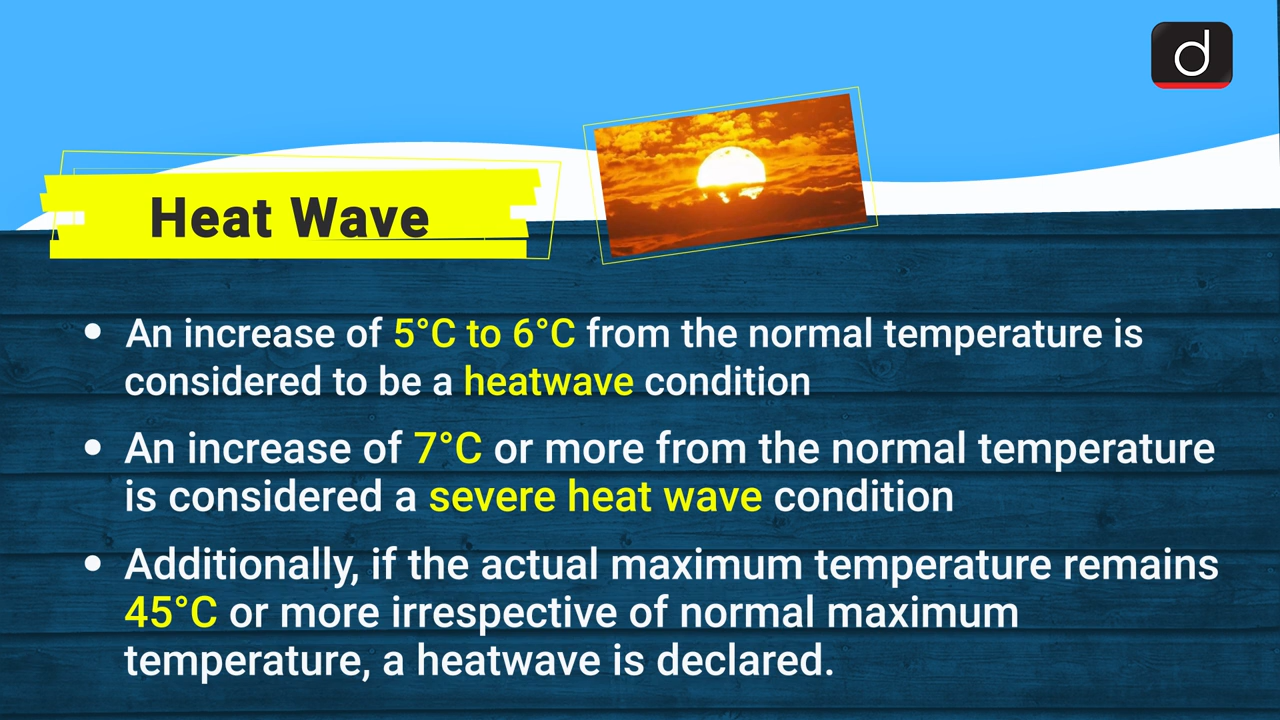 d
Heat Wave
• An increase of 5°C to 6°C from the normal temperature is
considered to be a heatwave condition
• An increase of 7°C or more from the normal temperature
is considered a severe heat wave condition
• Additionally, if the actual maximum temperature remains
45°C or more irrespective of normal maximum
temperature, a heatwave is declared.